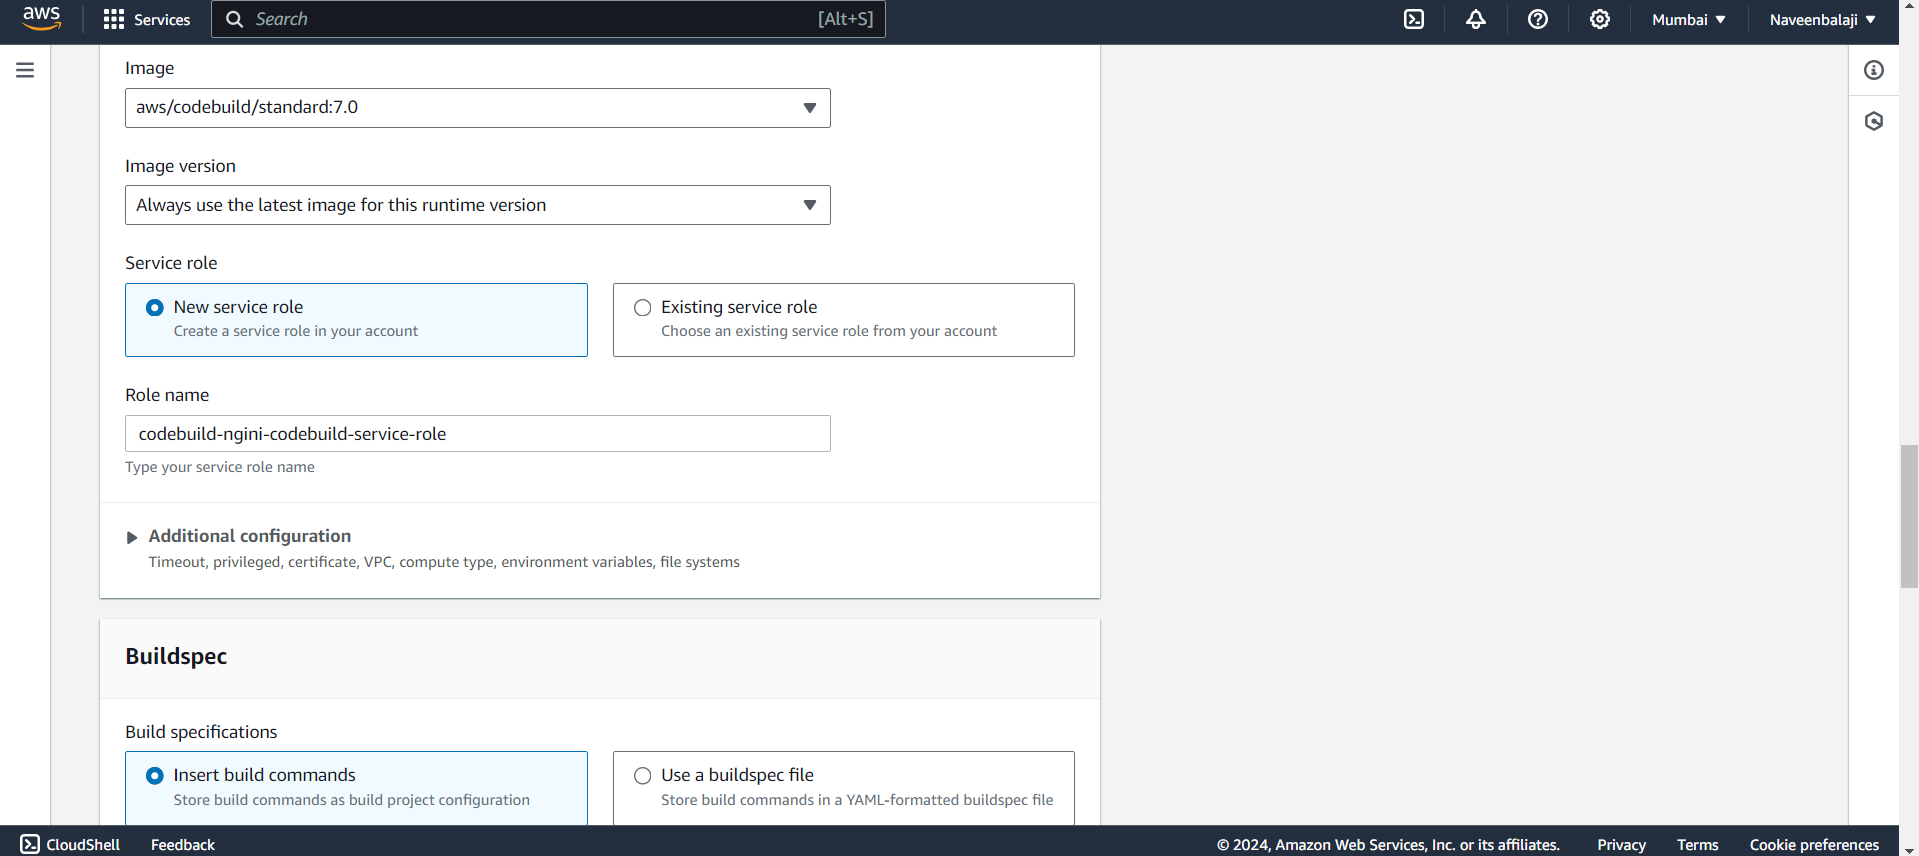 aws Services Search [Alt+S] Mumbai Naveenbalaji
Image
aws/codebuild/standard:7.0
Image version
Always use the latest image for this runtime version
Service role
New service role Existing service role
Create a service role in your account Choose an existing service role from your account
Role name
codebuild-ngini-codebuild-service-role
Type your service role name
Additional configuration
Timeout, privileged, certificate, VPC, compute type, environment variables, file systems
Buildspec
Build specifications
Insert build commands Use a buildspec file
Store build commands as build project configuration Store build commands in a YAML-formatted buildspec file
CloudShell Feedback © 2024, Amazon Web Services, Inc. or its affiliates. Privacy Terms Cookie preferences